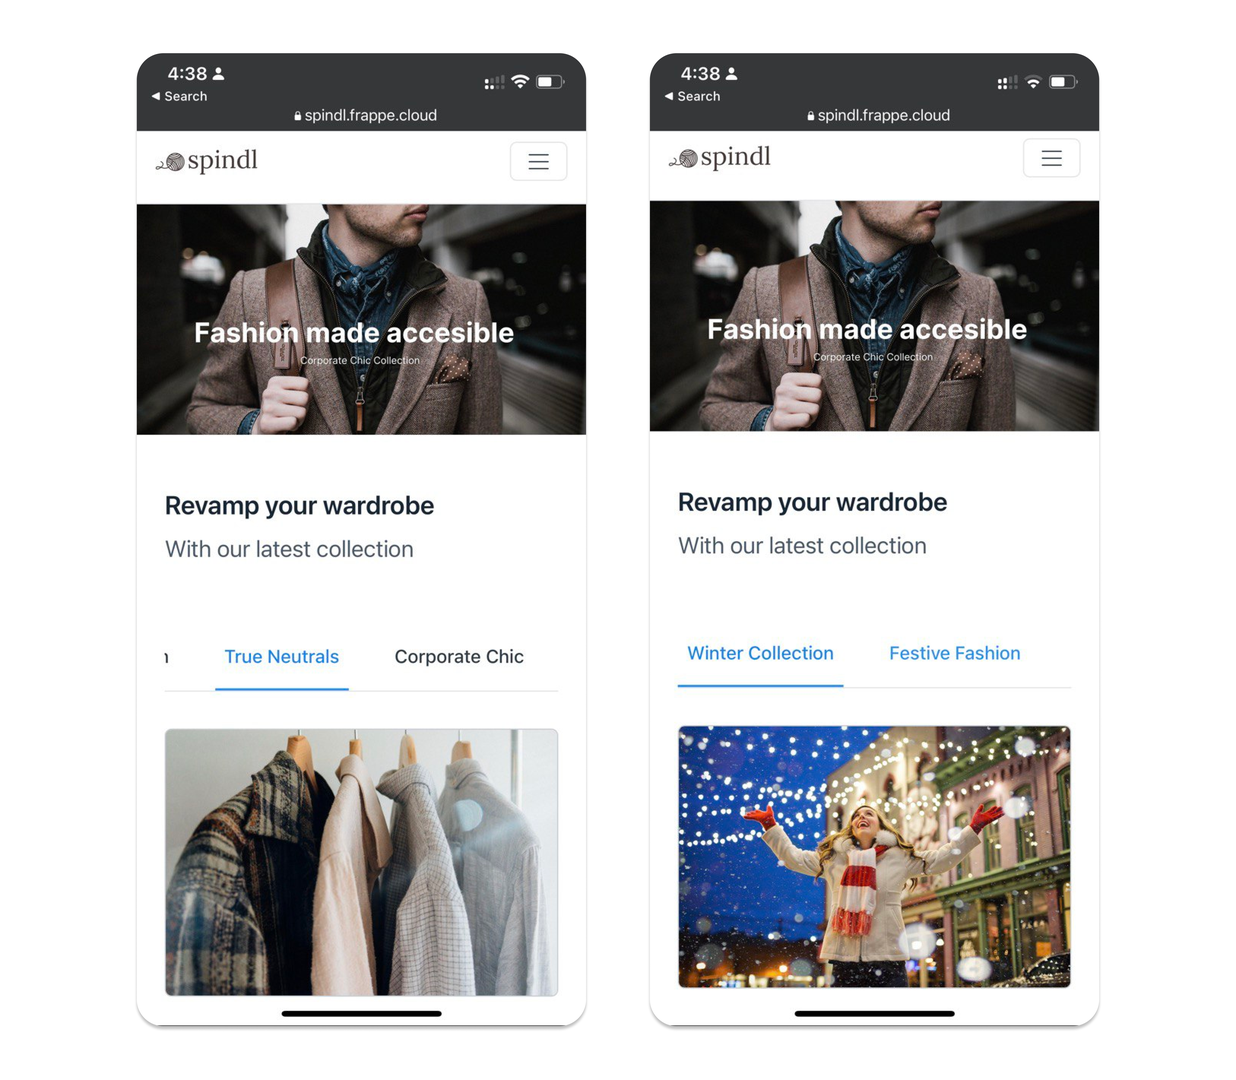 4:38
◀ Search
spindl.frappe.cloud
spindl
Fashion made accesible
Corporate Chic Collection
Revamp your wardrobe
With our latest collection
n True Neutrals Corporate Chic
4:38
◀ Search
spindl.frappe.cloud
spindl
Fashion made accesible
Corporate Chic Collection
Revamp your wardrobe
With our latest collection
Winter Collection Festive Fashion